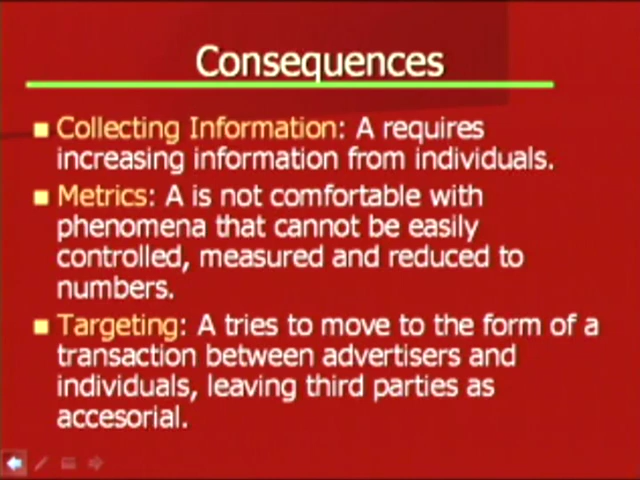 Consequences
Collecting Information: A requires
increasing information from individuals.
Metrics: A is not comfortable with
phenomena that cannot be easily
controlled, measured and reduced to
numbers.
Targeting: A tries to move to the form of a
transaction between advertisers and
individuals, leaving third parties as
accesorial.